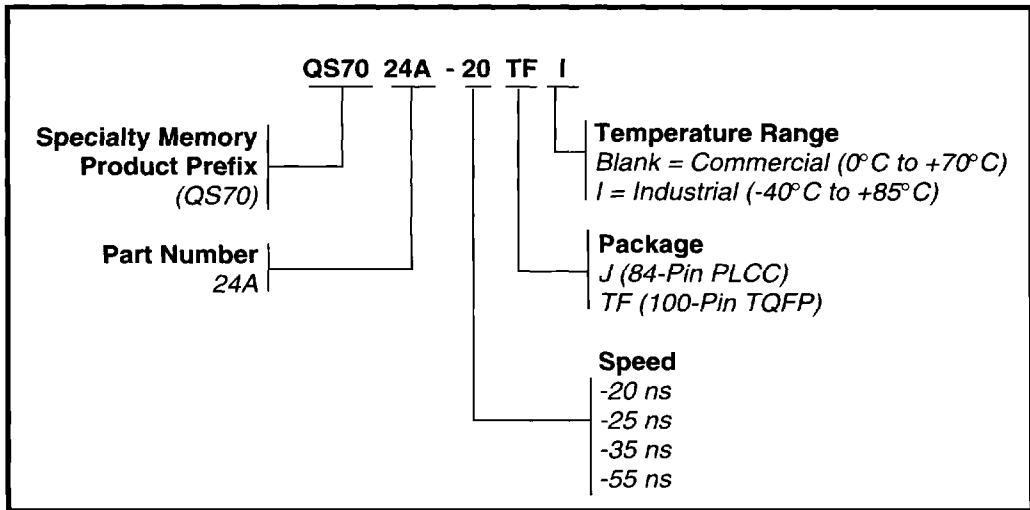 QS70 24A - 20 TF I
Specialty Memory
Product Prefix
(QS70)
Part Number
24A
Temperature Range
Blank = Commercial (0°C to +70°C)
I = Industrial (-40°C to +85°C)
Package
J (84-Pin PLCC)
TF (100-Pin TQFP)
Speed
-20 ns
-25 ns
-35 ns
-55 ns